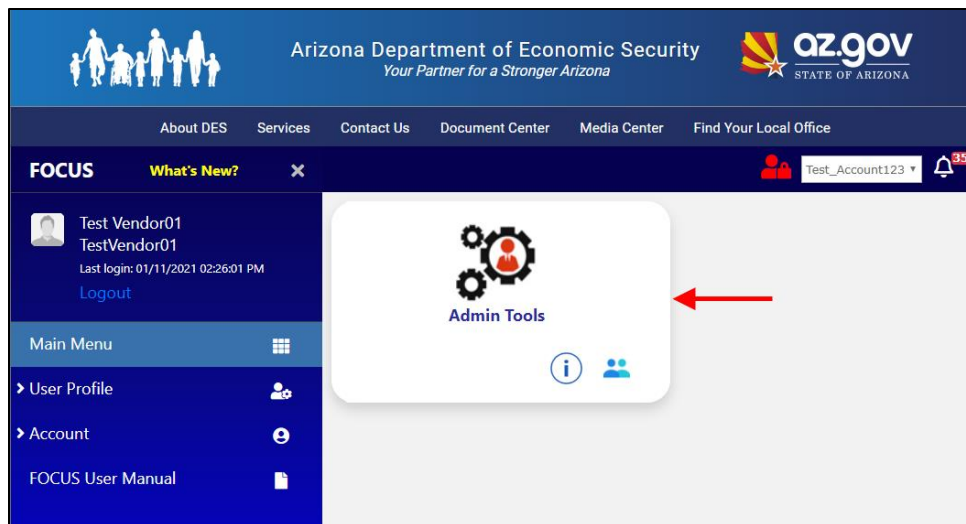 Arizona Department of Economic Security
Your Partner for a Stronger Arizona
az.gov
STATE OF ARIZONA
About DES Services Contact Us Document Center Media Center Find Your Local Office
FOCUS What's New? Test_Account123 35
Test Vendor01
TestVendor01
Last login: 01/11/2021 02:26:01 PM
Logout
Admin Tools
i
Main Menu
User Profile
Account
FOCUS User Manual